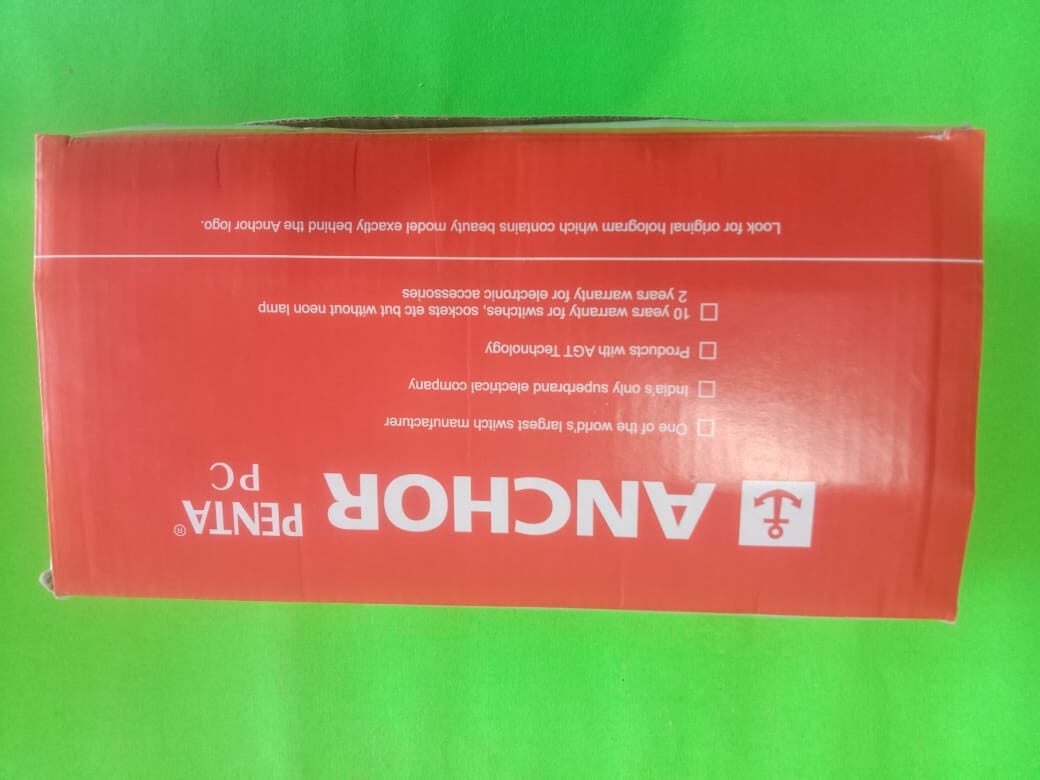 ANCHOR PENTA®
PC
One of the world's largest switch manufacturer
India's only superbrand electrical company
Products with AGT Technology
10 years warranty for switches, sockets etc but without neon lamp
2 years warranty for electronic accessories
Look for original hologram which contains beauty model exactly behind the Anchor logo.